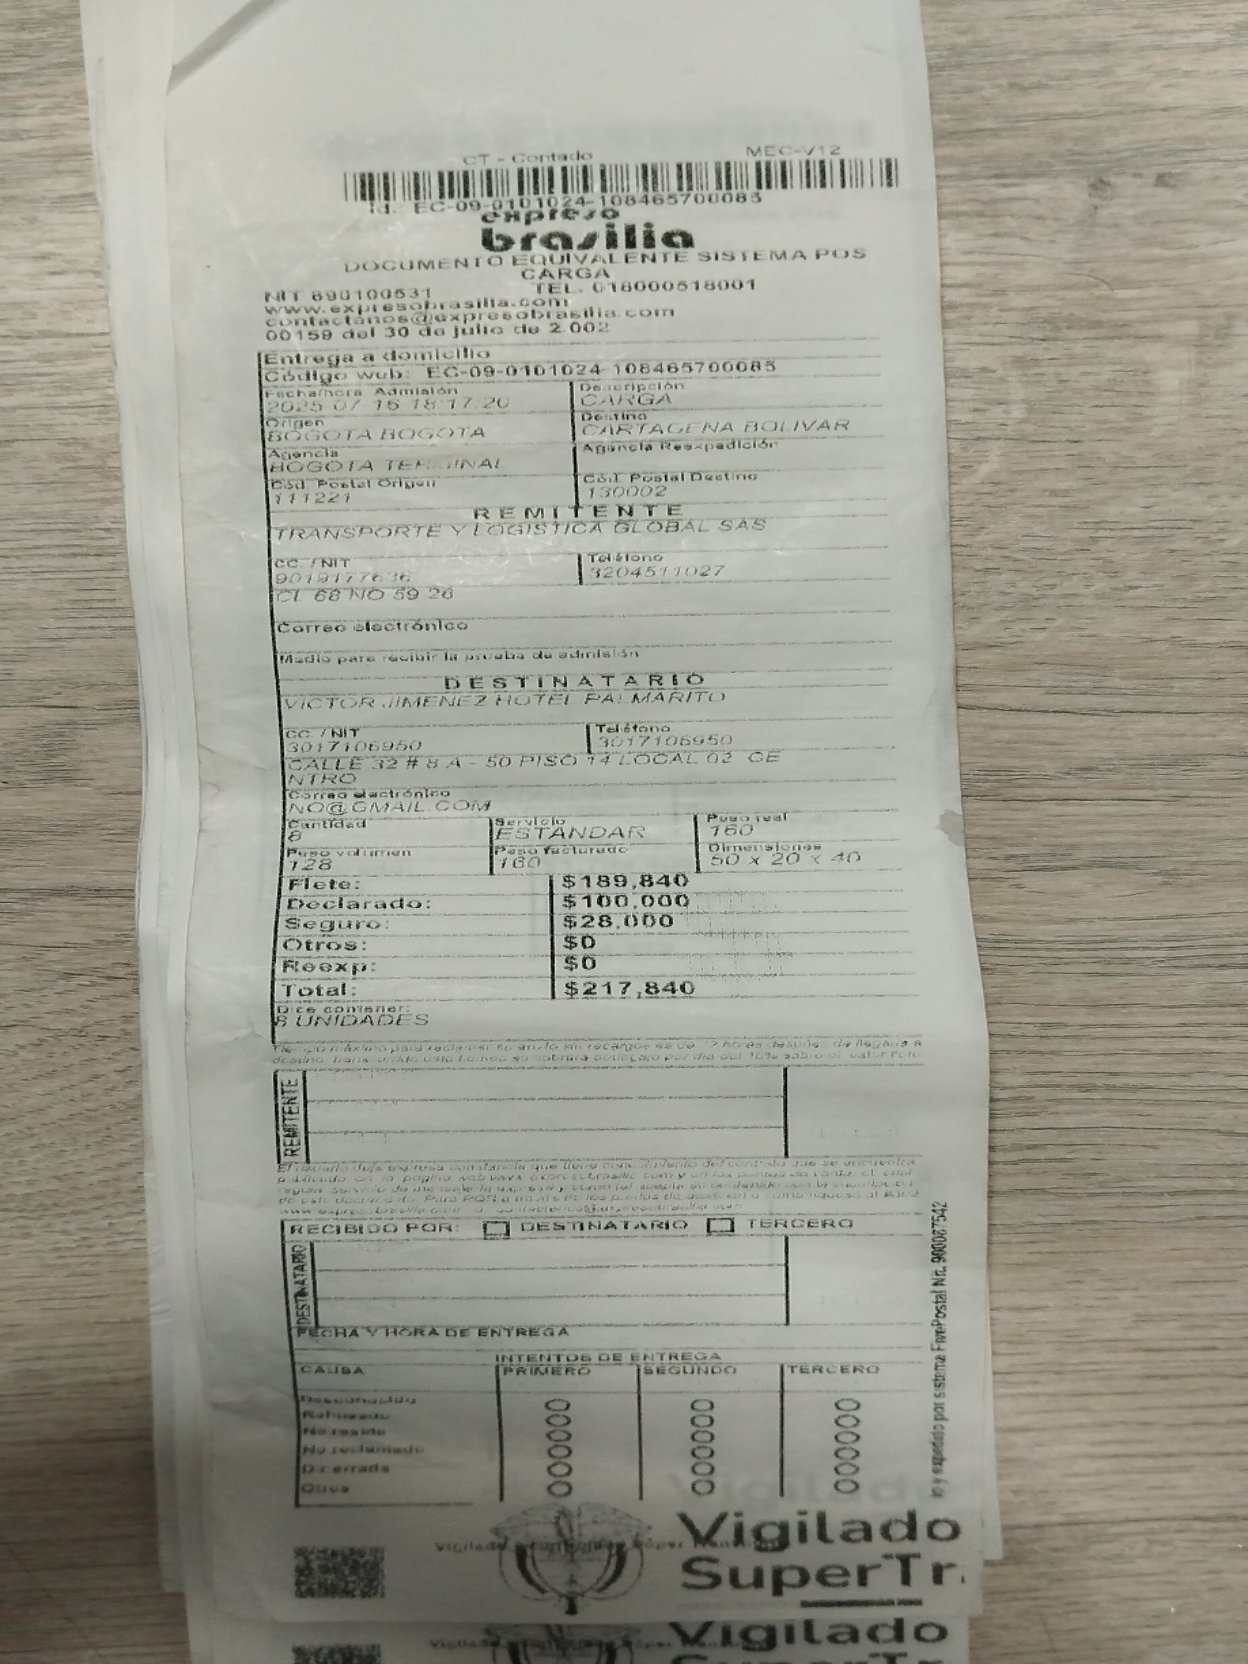 CT - Contado MEC-V12
Id. EC-09-0101024-108465700085
expreso
brasilia
DOCUMENTO EQUIVALENTE SISTEMA POS
CARGA
NIT 890100531 TEL. 018000518001
www.expresobrasilia.com
contactanos@expresobrasilia.com
00159 del 30 de julio de 2.002
Entrega a domicilio
Código web: EC-09-0101024-108465700085
Fecha/hora Admisión Descripción
2025-07-16 18:17:20 CARGA
Origen Destino
BOGOTA BOGOTA CARTAGENA BOLIVAR
Agencia Agencia Reexpedición
BOGOTA TERMINAL
Cód. Postal Origen Cód. Postal Destino
111221 130002
REMITENTE
TRANSPORTE Y LOGISTICA GLOBAL SAS
CC. /NIT Teléfono
9019177636 3204511027
CL 68 NO 59 26
Correo electrónico
Medio para recibir la prueba de admisión
DESTINATARIO
VICTOR JIMENEZ HOTEL PALMARITO
CC. / NIT Teléfono
3017106950 3017106950
CALLE 32 # 8 A - 50 PISO 14 LOCAL 02 CE
NTRO
Correo electrónico
NO@GMAIL.COM
Cantidad Servicio Peso real
8 ESTANDAR 160
Peso volumen Peso facturado Dimensiones
128 160 50 x 20 x 40
Flete: $189,840
Declarado: $100,000
Seguro: $28,000
Otros: $0
Reexp: $0
Total: $217,840
Dice contener:
8 UNIDADES
REMITENTE
RECIBIDO POR: DESTINATARIO TERCERO
DESTINATARIO
FECHA Y HORA DE ENTREGA
INTENTOS DE ENTREGA
CAUSA PRIMERO SEGUNDO TERCERO
Desconocido
Rehusado
No reside
No reclamado
Dir errada
Otros
y expedido por sistema FivePostal Nit. 900087542
Vigilado
SuperTr
Vigilado
SuperTr